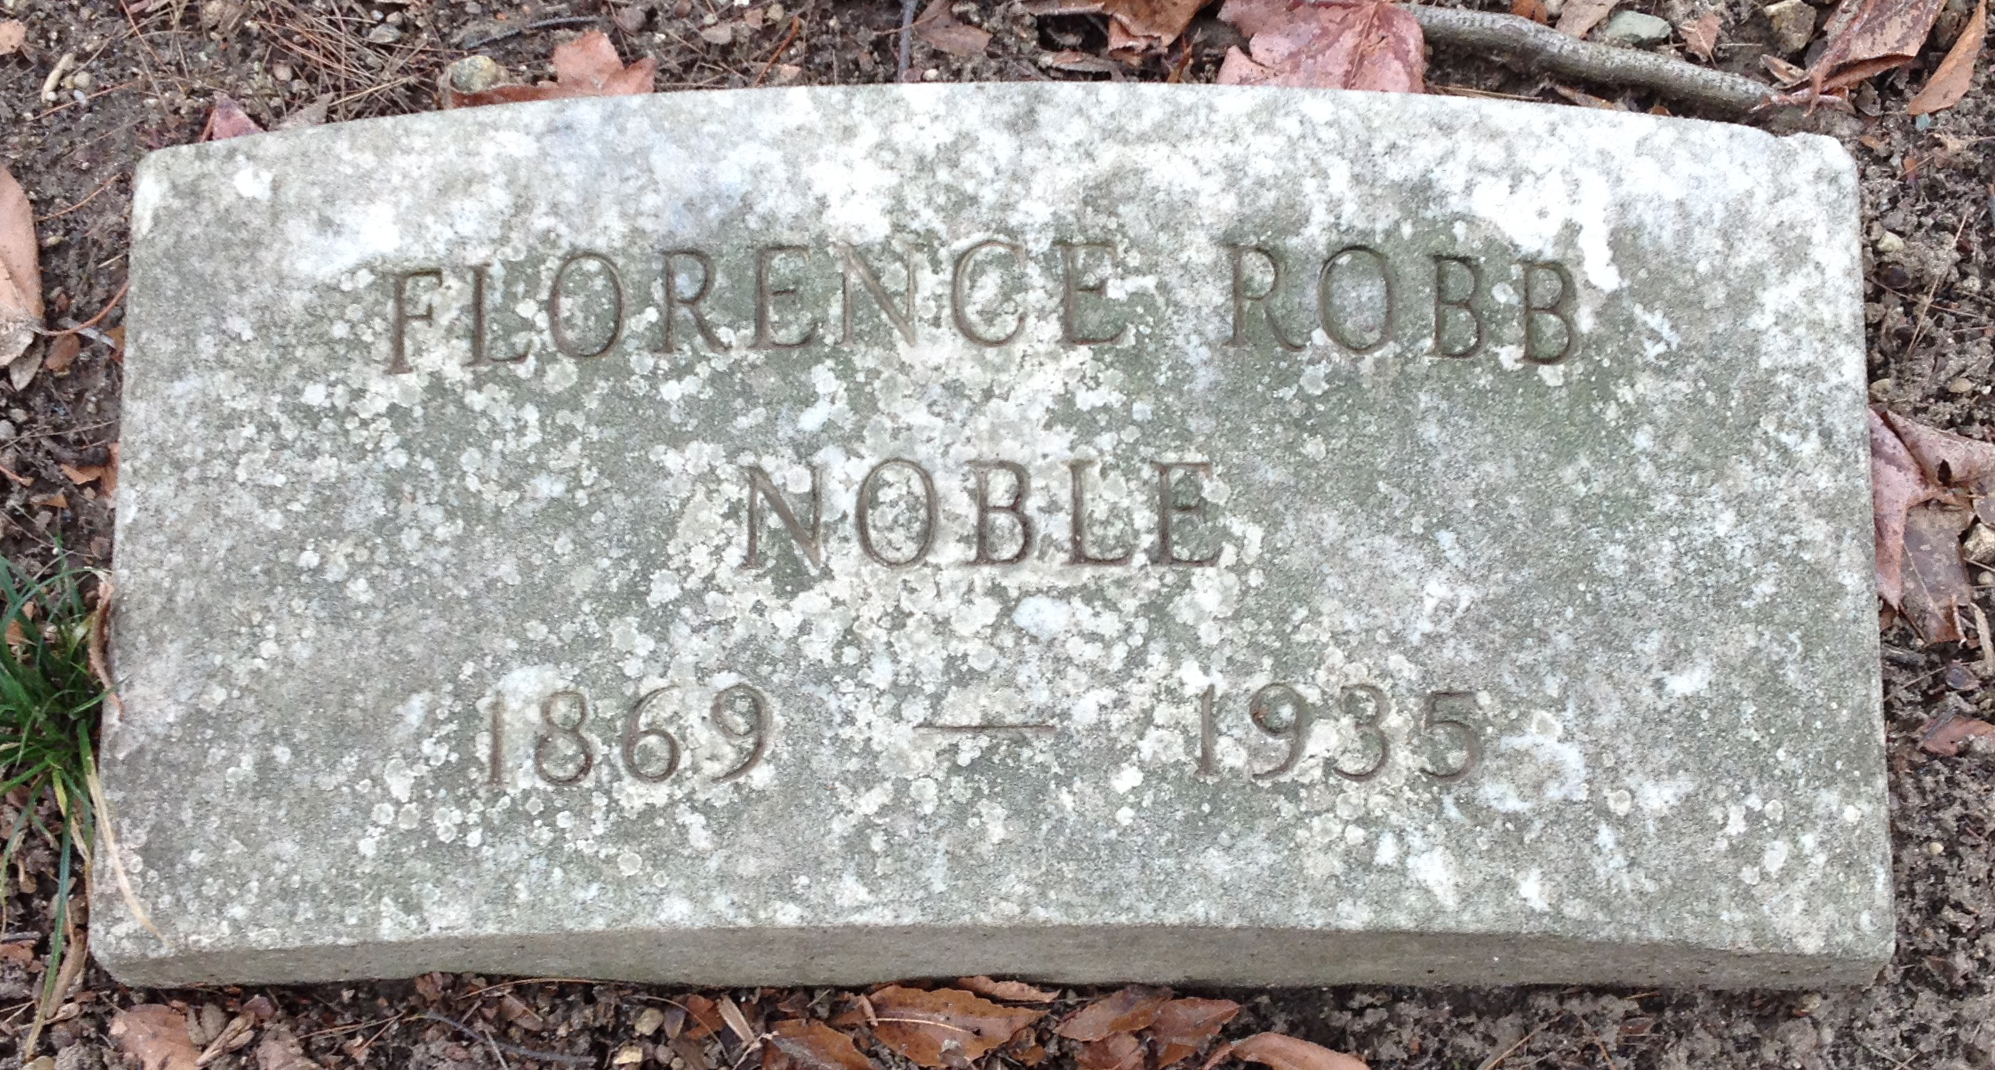 FLORENCE ROBB
NOBLE
1869 — 1935